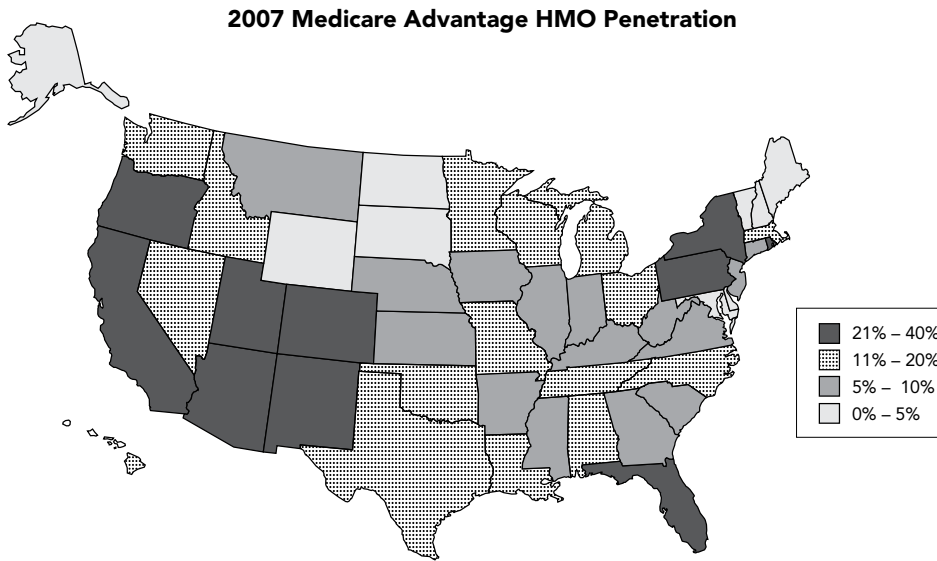 2007 Medicare Advantage HMO Penetration
21% – 40%
11% – 20%
5% – 10%
0% – 5%